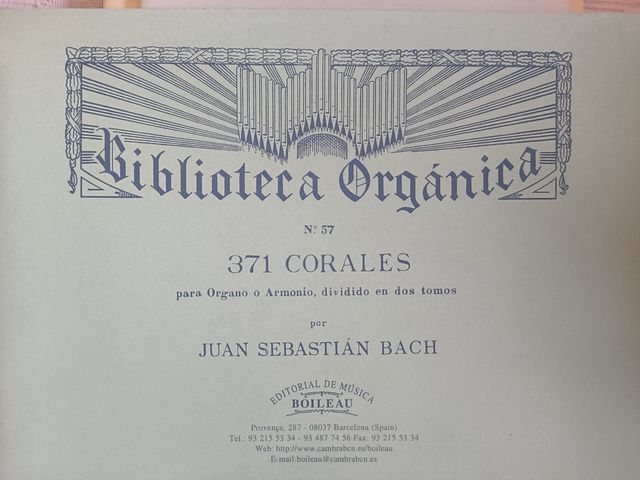 Biblioteca Orgánica
Nº 57
371 CORALES
para Organo o Armonio, dividido en dos tomos
por
JUAN SEBASTIÁN BACH
EDITORIAL DE MÚSICA
BOILEAU
Provença, 287 - 08037 Barcelona (Spain)
Tel.: 93 215 53 34 - 93 487 74 56 Fax: 93 215 53 34
Web: http://www.cambrabcn.es/boileau
E-mail:boileau@cambrabcn.es